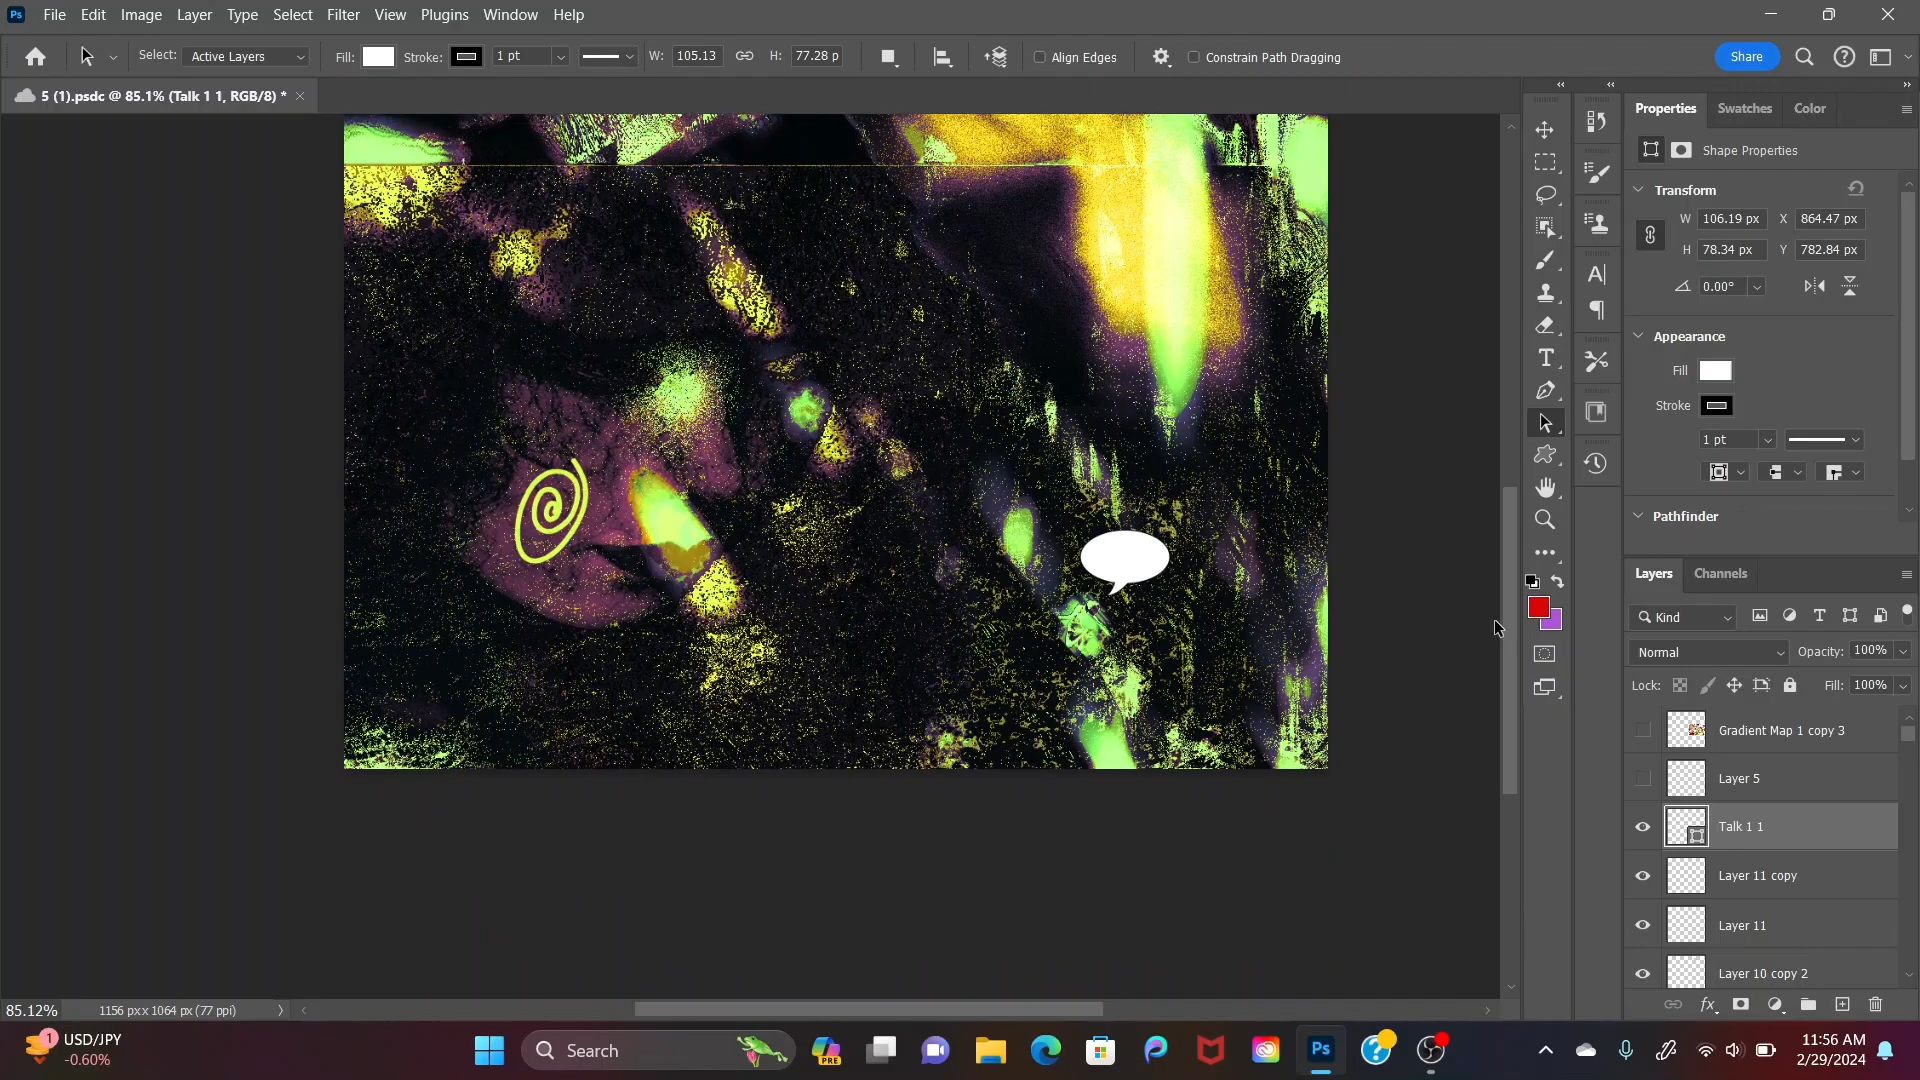 Ps File Edit Image Layer Type Select Filter View Plugins Window Help
Select: Active Layers Fill: Stroke: 1 pt W: 105.13 H: 77.28 p Align Edges Constrain Path Dragging Share
5 (1).psdc @ 85.1% (Talk 1 1, RGB/8) *
Properties Swatches Color
Shape Properties
Transform
W 106.19 px X 864.47 px
H 78.34 px Y 782.84 px
0.00°
Appearance
Fill
Stroke
1 pt
Pathfinder
Layers Channels
Kind
Normal Opacity: 100%
Lock: Fill: 100%
Gradient Map 1 copy 3
Layer 5
Talk 1 1
Layer 11 copy
Layer 11
Layer 10 copy 2
fx
85.12% 1156 px x 1064 px (77 ppi)
1 USD/JPY
-0.60%
Search
PRE
Ps
11:56 AM
2/29/2024